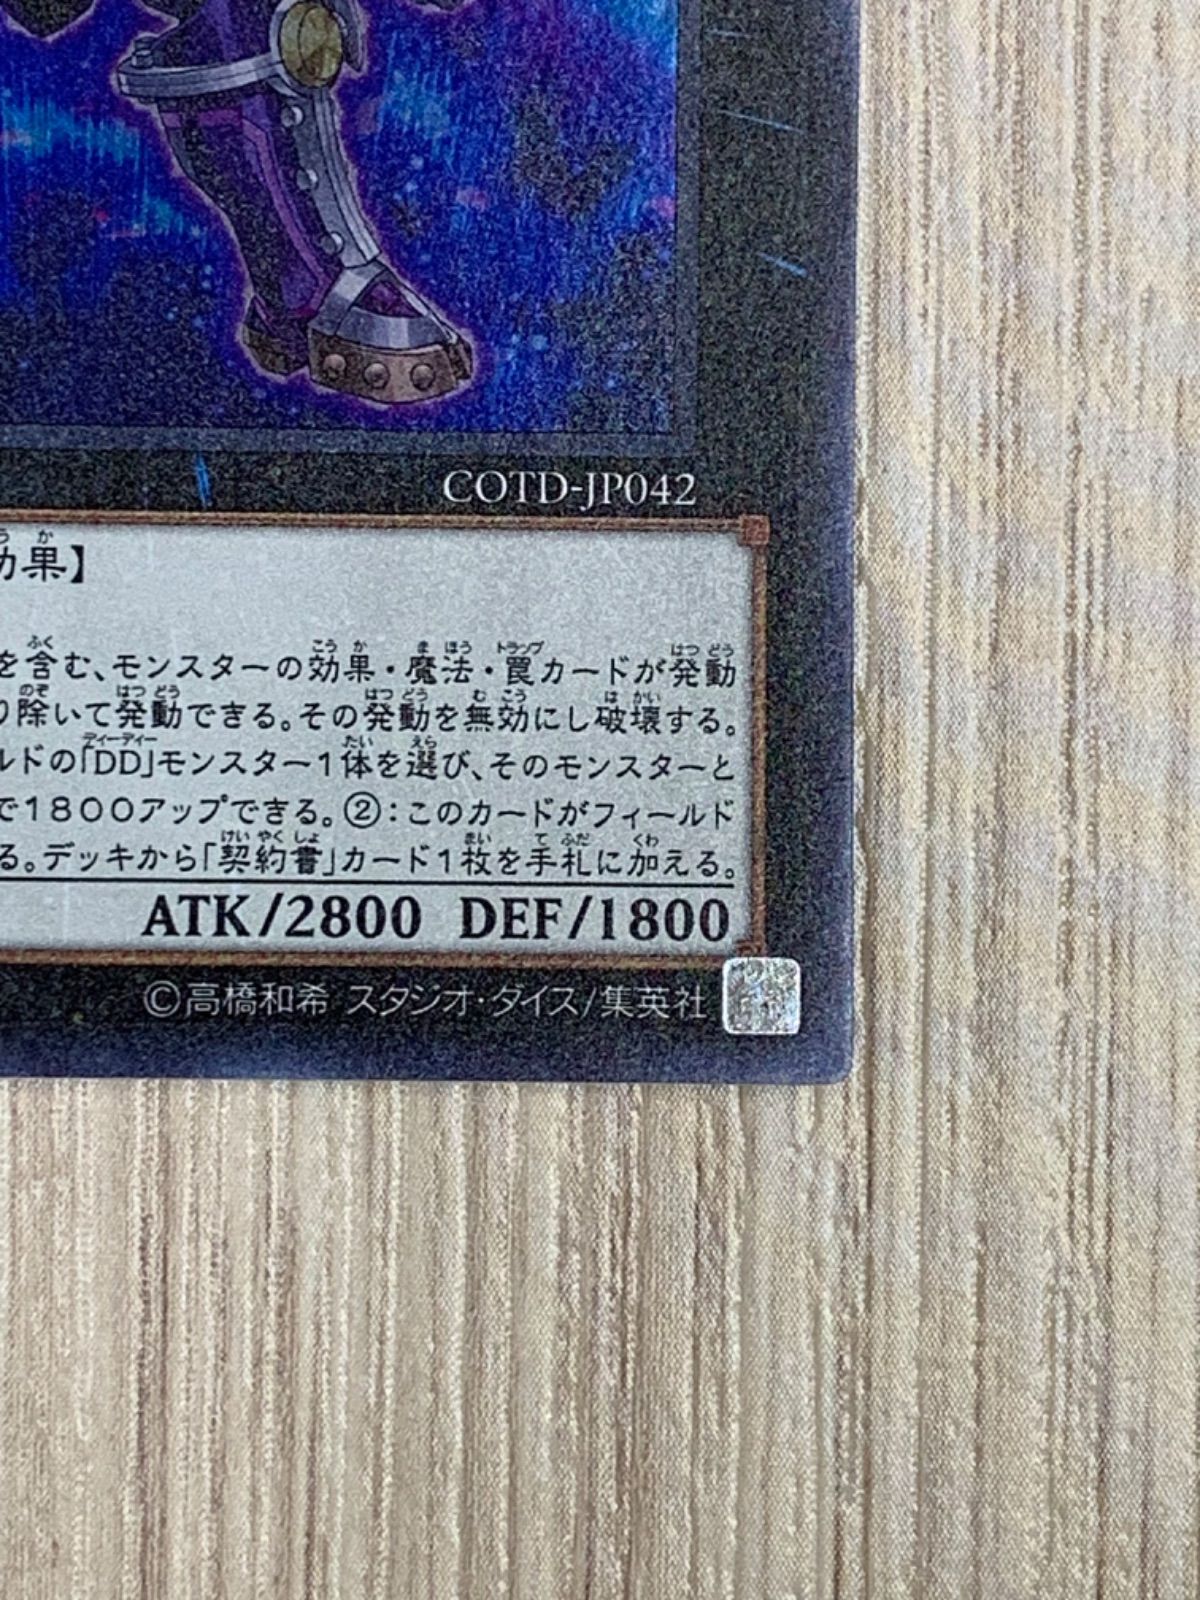 COTD-JP042
効果】
を含む、モンスターの効果・魔法・罠カードが発動
り除いて発動できる。その発動を無効にし破壊する。
ルドの「DD」モンスター1体を選び、そのモンスターと
で1800アップできる。②：このカードがフィールド
る。デッキから「契約書」カード1枚を手札に加える。
ATK/2800 DEF/1800
©高橋和希 スタジオ・ダイス/集英社